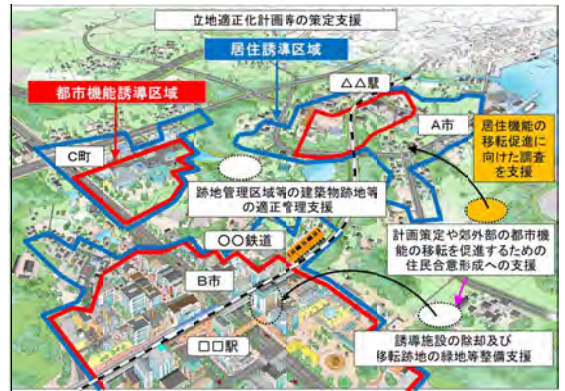 立地適正化計画等の策定支援
居住誘導区域
都市機能誘導区域
△△駅
A市
C町
居住機能の
移転促進に
向けた調査
を支援
跡地管理区域等の建築物跡地等
の適正管理支援
〇〇鉄道
計画策定や郊外部の都市機
能の移転を促進するための
住民合意形成への支援
B市
□□駅
誘導施設の除却及び
移転跡地の緑地等整備支援